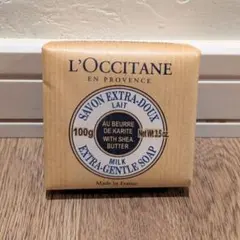 L'OCCITANE
EN PROVENCE
SAVON EXTRA-DOUX
LAIT
100g
AU BEURRE
DE KARITE
WITH SHEA
BUTTER
Net Wt. 3.5 oz.
MILK
EXTRA-GENTLE SOAP
Made in France